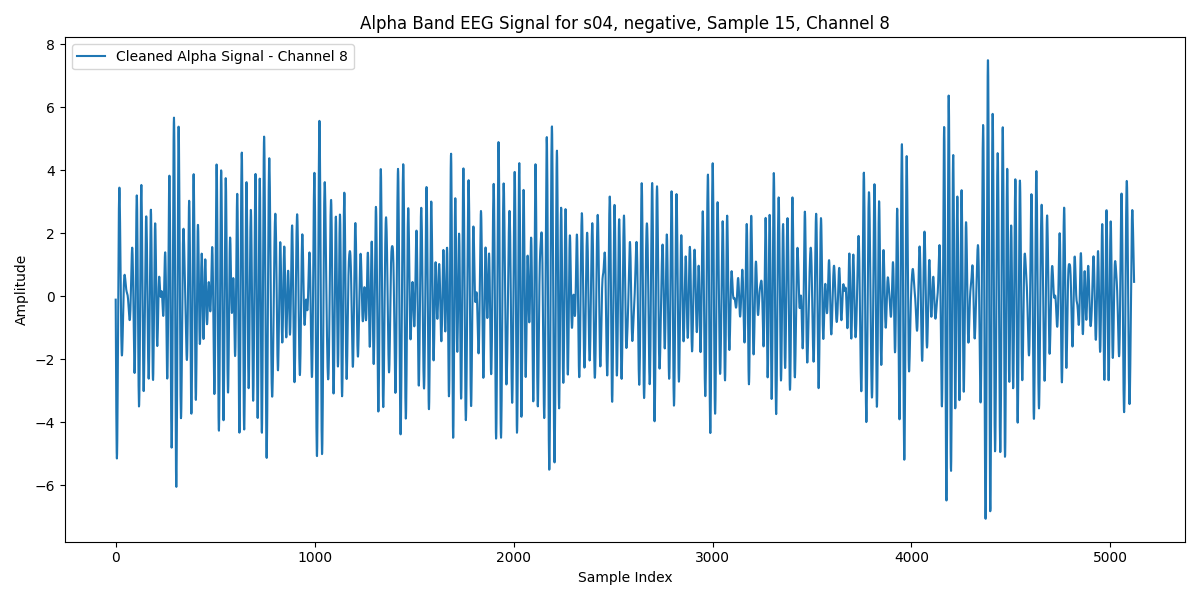 Alpha Band EEG Signal for s04, negative, Sample 15, Channel 8
Cleaned Alpha Signal - Channel 8
8
6
4
2
0
−2
−4
−6
Amplitude
0 1000 2000 3000 4000 5000
Sample Index